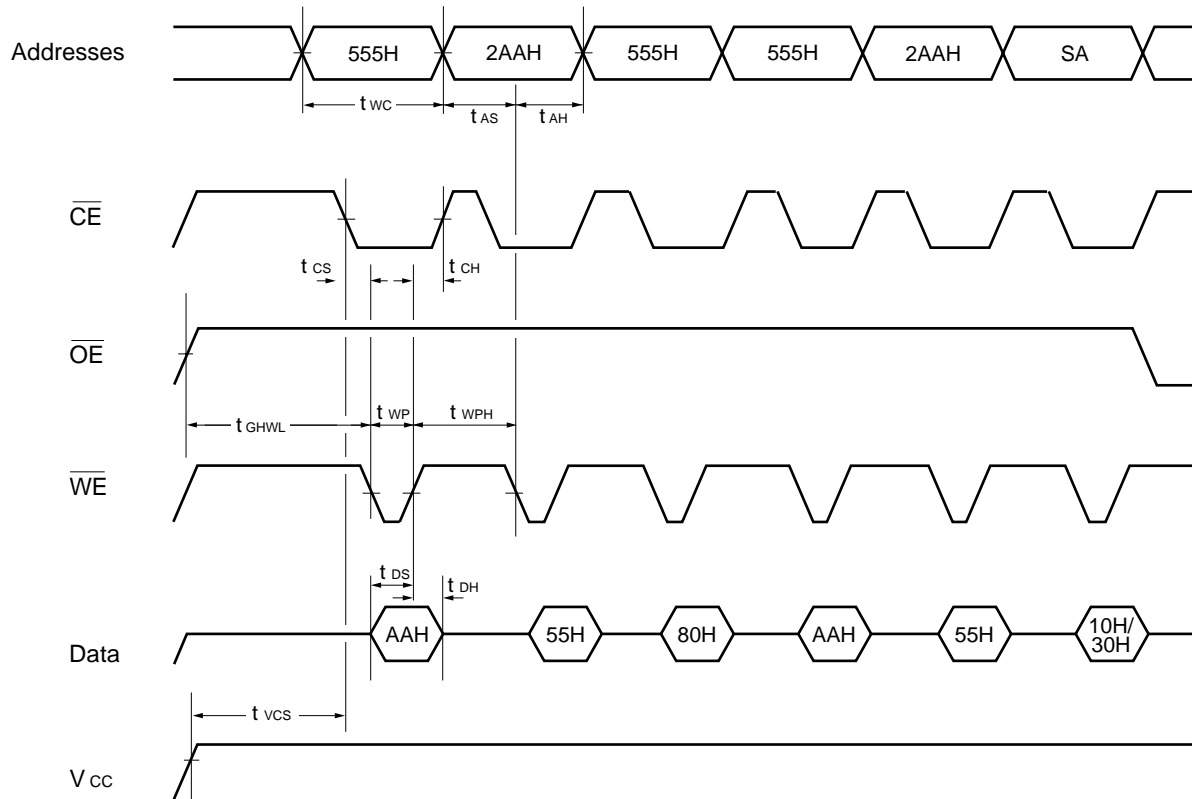 Addresses
555H 2AAH 555H 555H 2AAH SA
t WC t AS t AH
CE
t CS t CH
OE
t GHWL t WP t WPH
WE
t DS t DH
Data
AAH 55H 80H AAH 55H 10H/
30H
t VCS
V CC